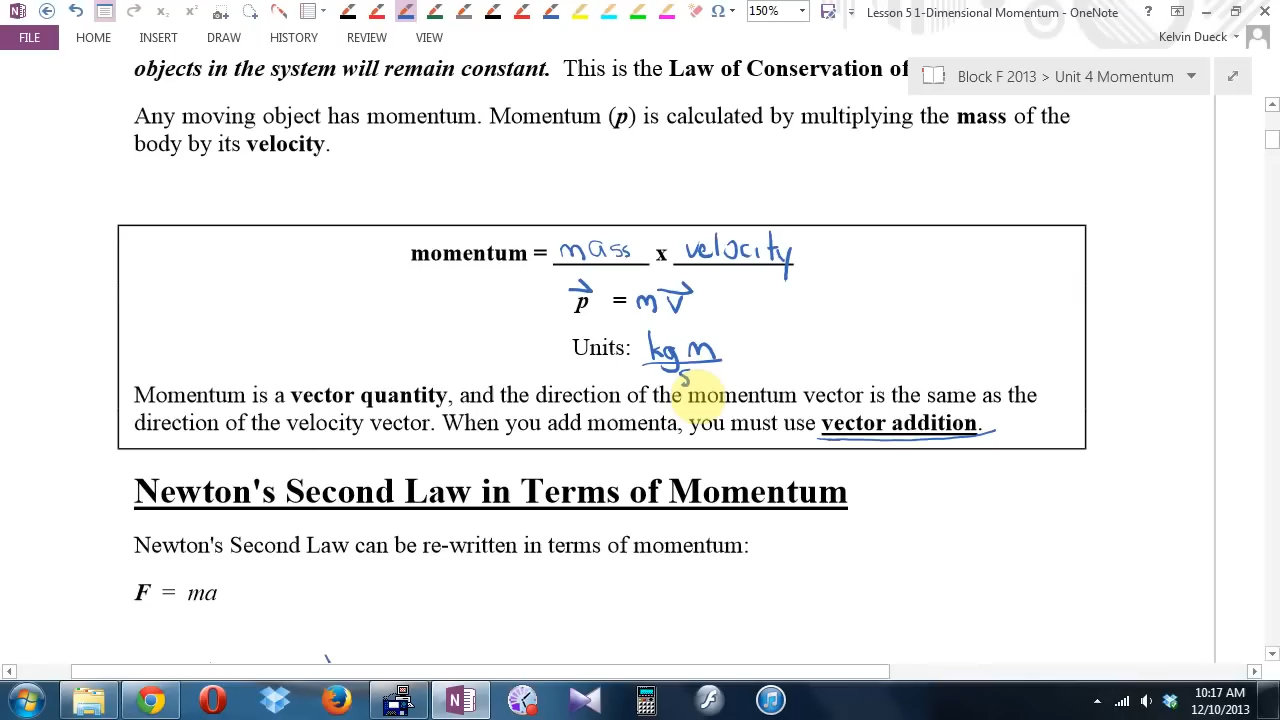 150%
Lesson 5 1-Dimensional Momentum - OneNote
?
FILE HOME INSERT DRAW HISTORY REVIEW VIEW
Kelvin Dueck
Block F 2013 > Unit 4 Momentum
objects in the system will remain constant. This is the Law of Conservation of
Any moving object has momentum. Momentum (p) is calculated by multiplying the mass of the
body by its velocity.
momentum = mass x velocity
p⃗ = mv⃗
Units: kg m / s
Momentum is a vector quantity, and the direction of the momentum vector is the same as the
direction of the velocity vector. When you add momenta, you must use vector addition.
Newton's Second Law in Terms of Momentum
Newton's Second Law can be re-written in terms of momentum:
F = ma
10:17 AM
12/10/2013